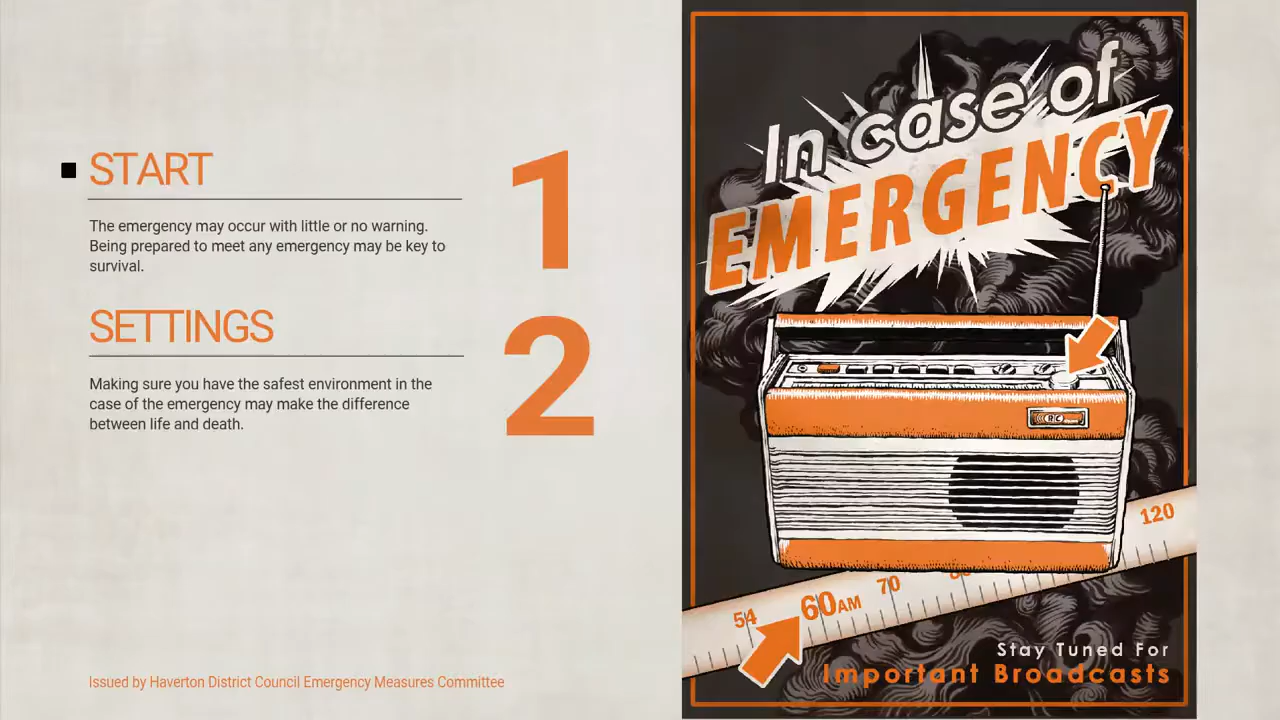 START
1
The emergency may occur with little or no warning.
Being prepared to meet any emergency may be key to
survival.
SETTINGS
2
Making sure you have the safest environment in the
case of the emergency may make the difference
between life and death.
Issued by Haverton District Council Emergency Measures Committee
In case of
EMERGENCY
120
70
60AM
54
Stay Tuned For
Important Broadcasts